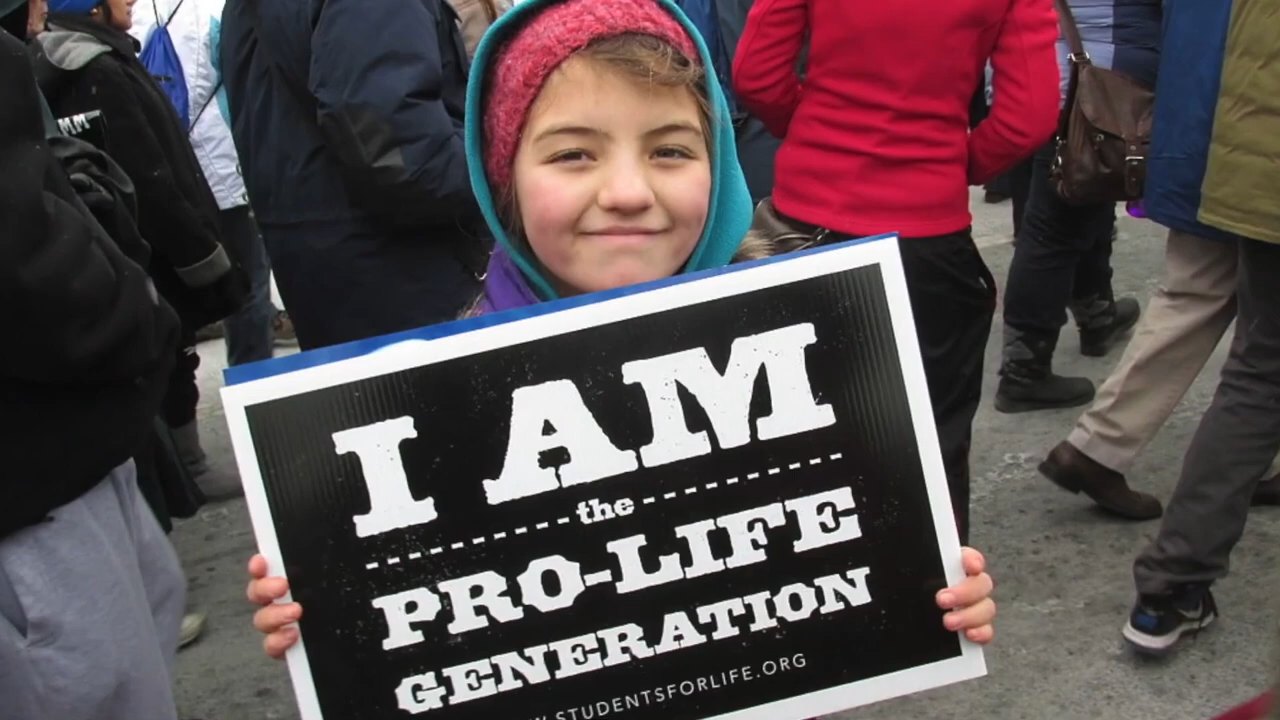 I AM
the
PRO-LIFE
GENERATION
STUDENTSFORLIFE.ORG